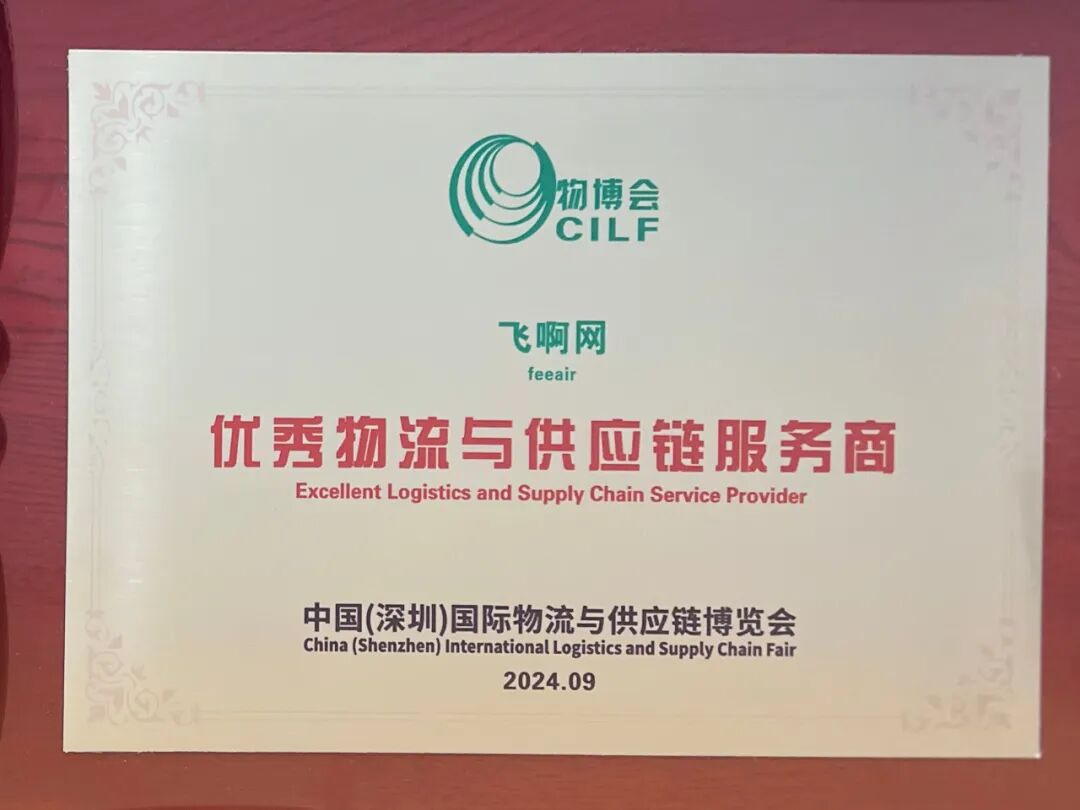 物博会
CILF
飞啊网
feeair
优秀物流与供应链服务商
Excellent Logistics and Supply Chain Service Provider
中国(深圳)国际物流与供应链博览会
China (Shenzhen) International Logistics and Supply Chain Fair
2024.09